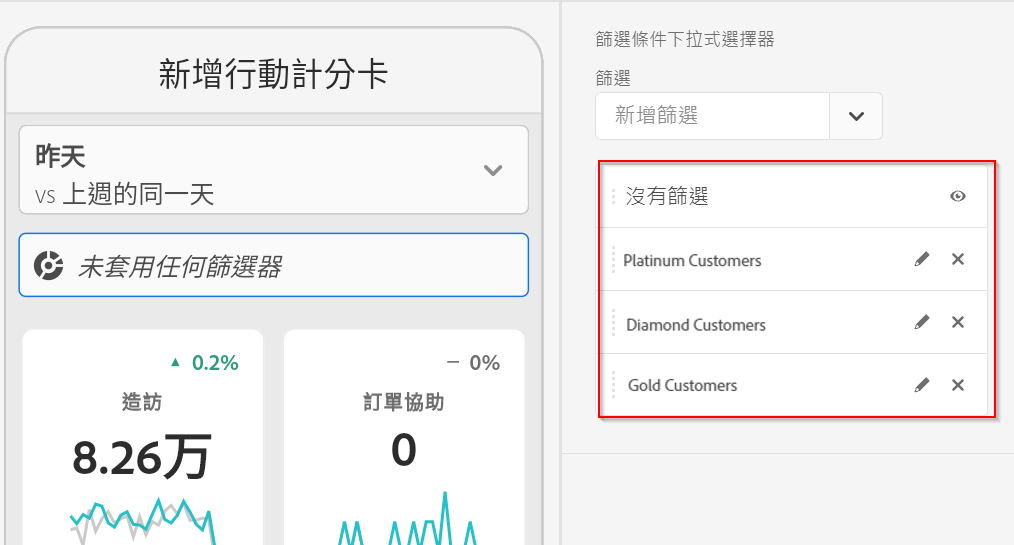 新增行動計分卡
昨天
vs 上週的同一天
未套用任何篩選器
▲ 0.2%
造訪
8.26万
— 0%
訂單協助
0
篩選條件下拉式選擇器
篩選
新增篩選
沒有篩選
Platinum Customers
Diamond Customers
Gold Customers